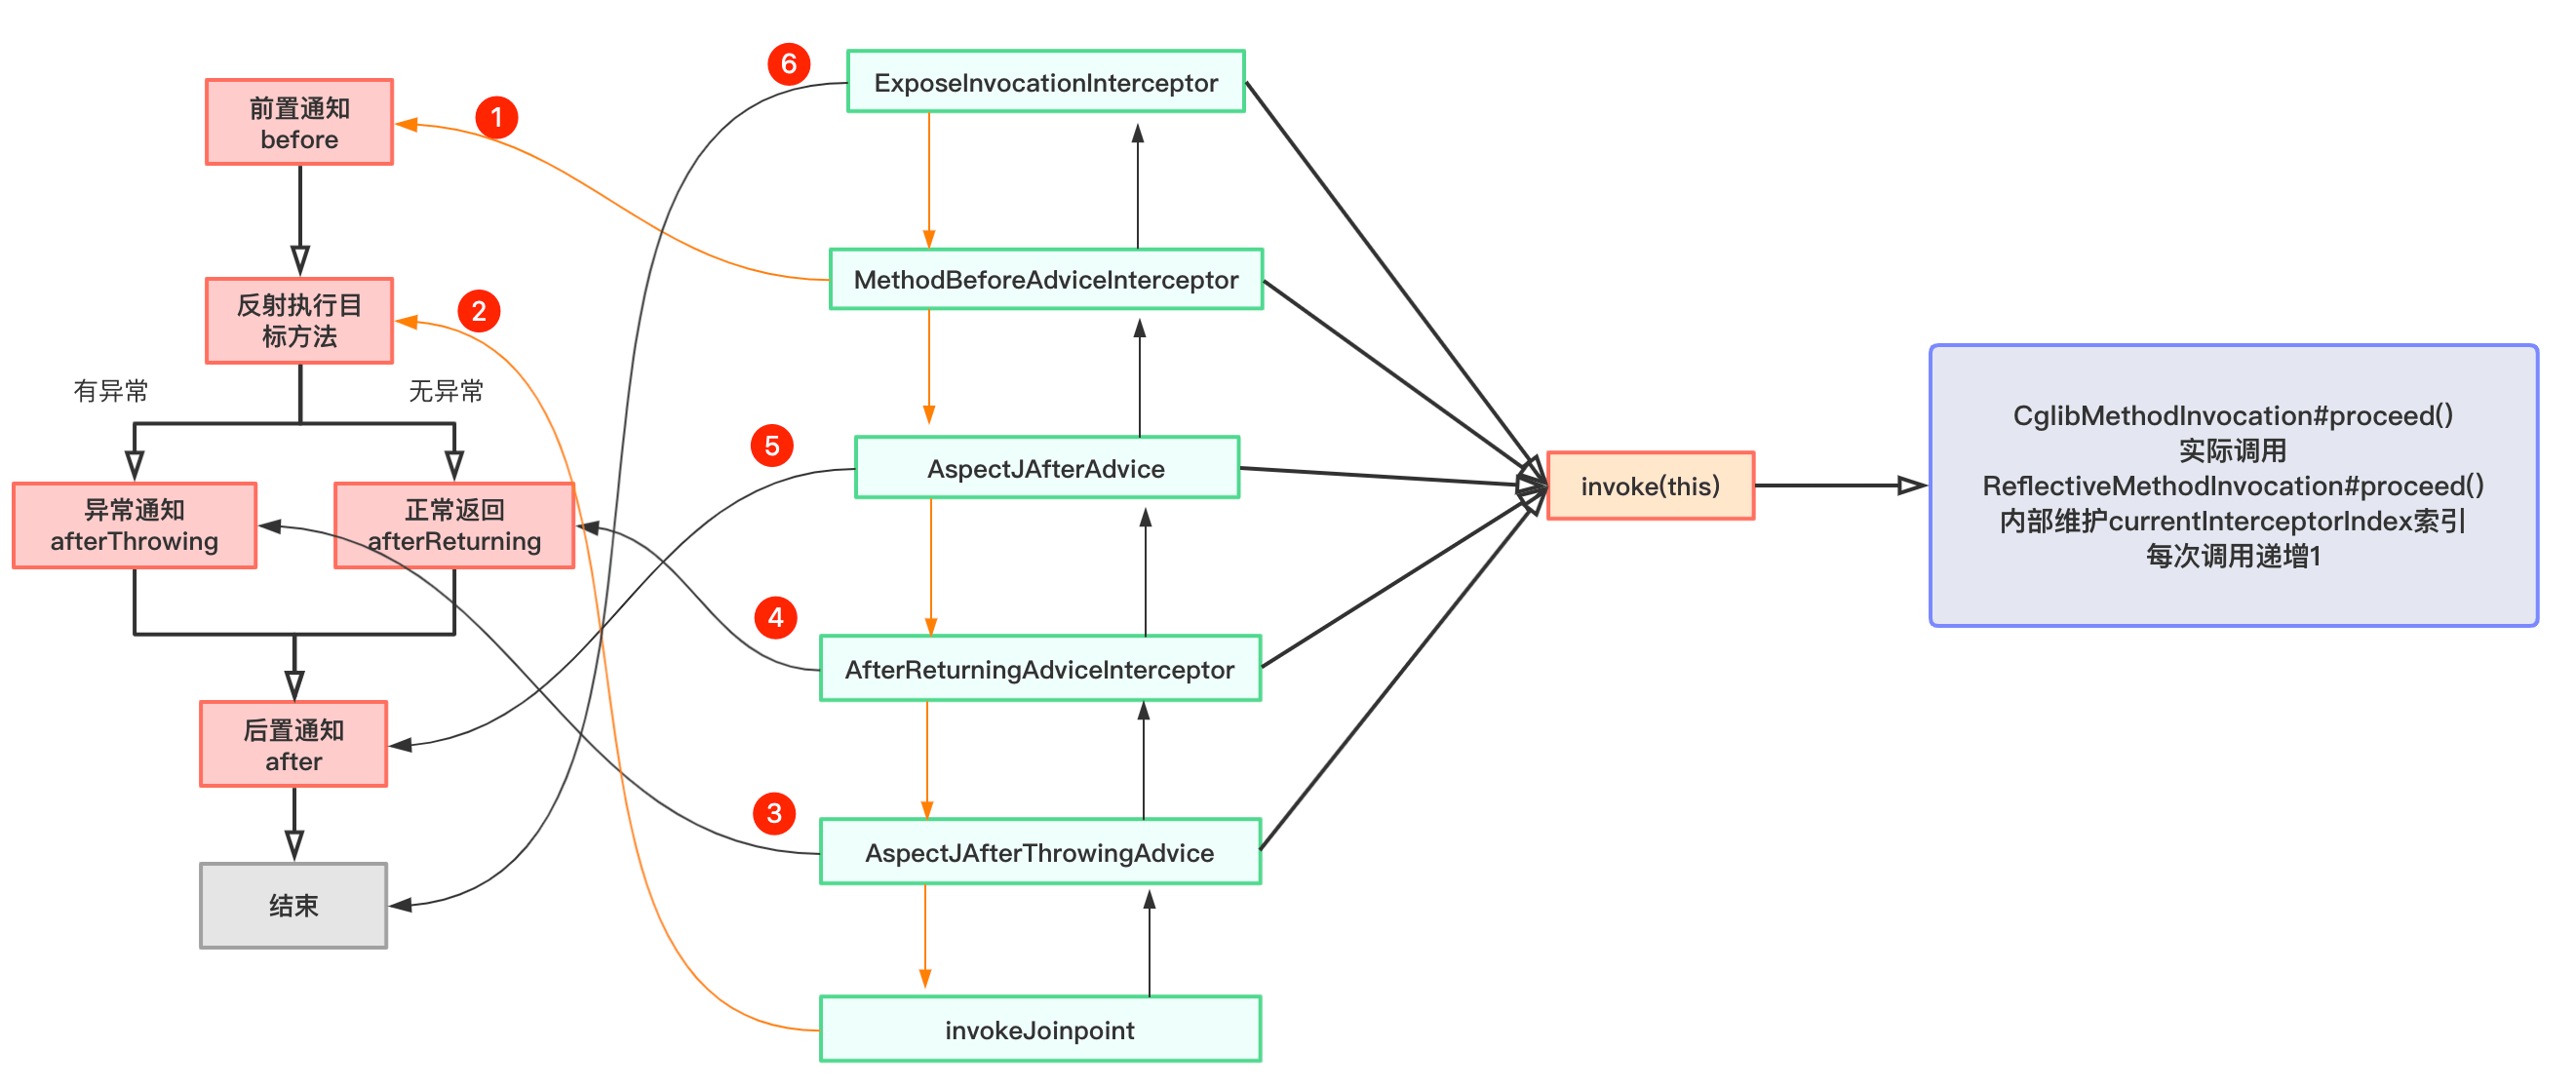 前置通知
before
反射执行目
标方法
有异常
无异常
异常通知
afterThrowing
正常返回
afterReturning
后置通知
after
结束
1
2
6
5
4
3
ExposeInvocationInterceptor
MethodBeforeAdviceInterceptor
AspectJAfterAdvice
AfterReturningAdviceInterceptor
AspectJAfterThrowingAdvice
invokeJoinpoint
invoke(this)
CglibMethodInvocation#proceed()
实际调用
ReflectiveMethodInvocation#proceed()
内部维护currentInterceptorIndex索引
每次调用递增1